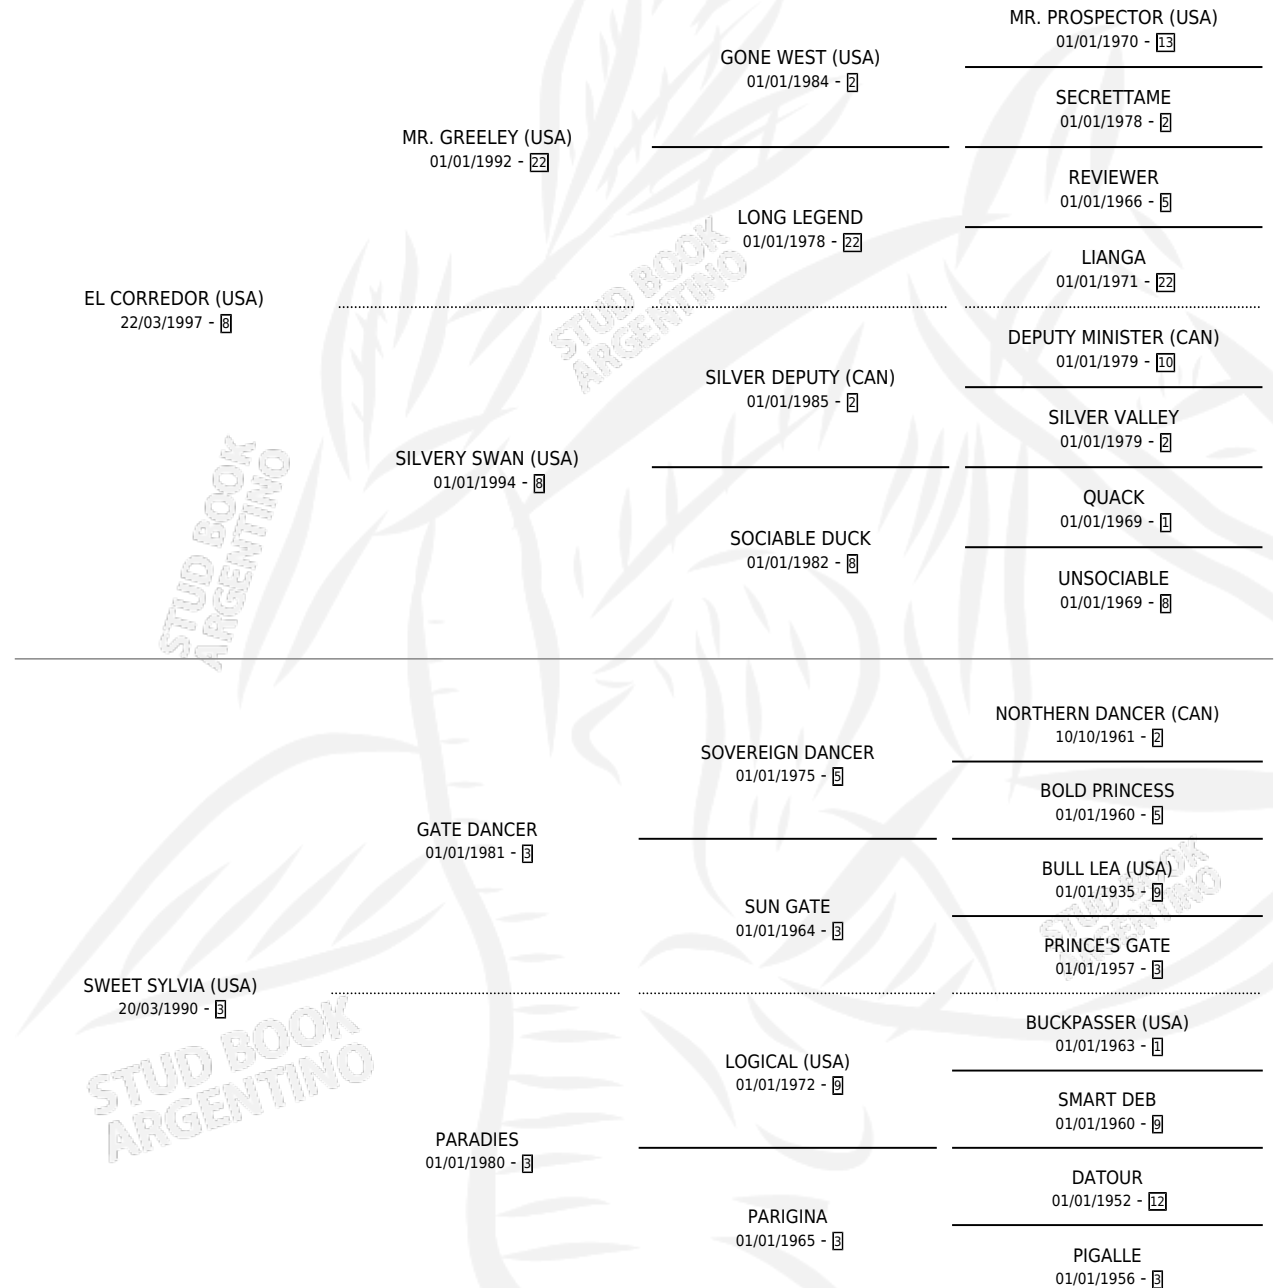 MR. PROSPECTOR (USA)
01/01/1970 - 13
GONE WEST (USA)
01/01/1984 - 2
SECRETTAME
01/01/1978 - 2
MR. GREELEY (USA)
01/01/1992 - 22
REVIEWER
01/01/1966 - 5
LONG LEGEND
01/01/1978 - 22
LIANGA
01/01/1971 - 22
EL CORREDOR (USA)
22/03/1997 - 8
DEPUTY MINISTER (CAN)
01/01/1979 - 10
SILVER DEPUTY (CAN)
01/01/1985 - 2
SILVER VALLEY
01/01/1979 - 2
SILVERY SWAN (USA)
01/01/1994 - 8
QUACK
01/01/1969 - 1
SOCIABLE DUCK
01/01/1982 - 8
UNSOCIABLE
01/01/1969 - 8
NORTHERN DANCER (CAN)
10/10/1961 - 2
SOVEREIGN DANCER
01/01/1975 - 5
BOLD PRINCESS
01/01/1960 - 5
GATE DANCER
01/01/1981 - 3
BULL LEA (USA)
01/01/1935 - 9
SUN GATE
01/01/1964 - 3
PRINCE'S GATE
01/01/1957 - 3
SWEET SYLVIA (USA)
20/03/1990 - 3
BUCKPASSER (USA)
01/01/1963 - 1
LOGICAL (USA)
01/01/1972 - 9
SMART DEB
01/01/1960 - 9
PARADIES
01/01/1980 - 3
DATOUR
01/01/1952 - 12
PARIGINA
01/01/1965 - 3
PIGALLE
01/01/1956 - 3
STUD BOOK
ARGENTINO
STUD BOOK
ARGENTINO
STUD BOOK
ARGENTINO
STUD BOOK
ARGENTINO